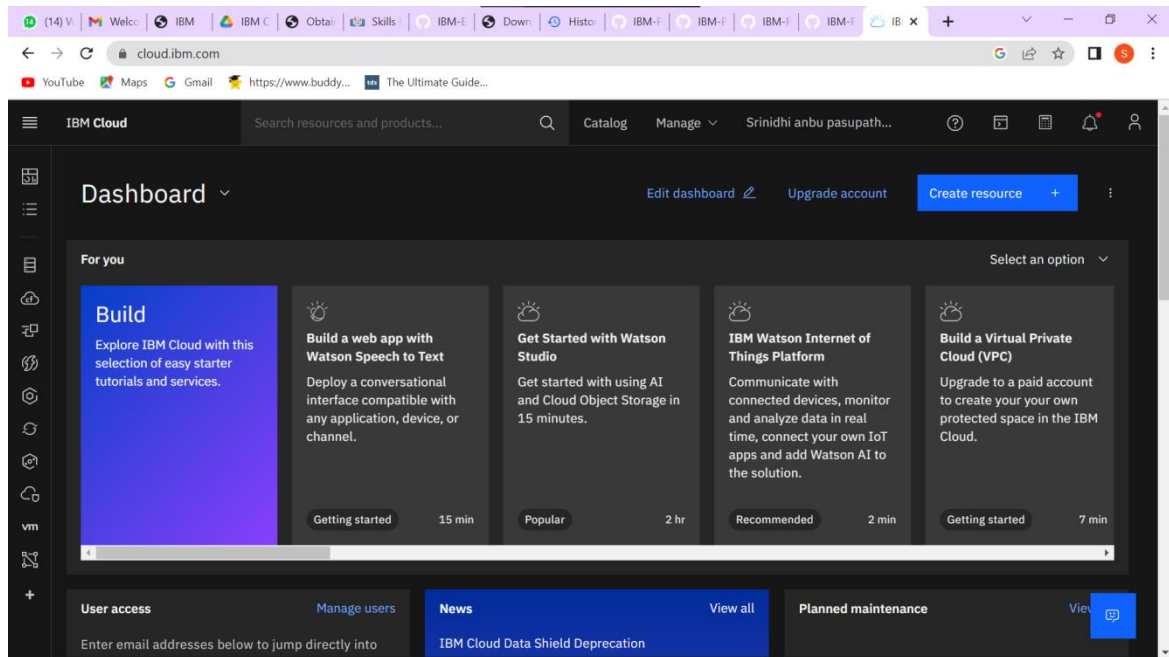 (14) W
Welco
IBM
IBM C
Obtai
Skills
IBM-E
Down
Histo
IBM-F
IBM-F
IBM-F
IBM-F
IB
cloud.ibm.com
YouTube
Maps
Gmail
https://www.buddy...
The Ultimate Guide...
IBM Cloud
Search resources and products...
Catalog
Manage
Srinidhi anbu pasupath...
Dashboard
Edit dashboard
Upgrade account
Create resource +
For you
Select an option
Build
Explore IBM Cloud with this
selection of easy starter
tutorials and services.
Build a web app with
Watson Speech to Text
Deploy a conversational
interface compatible with
any application, device, or
channel.
Getting started
15 min
Get Started with Watson
Studio
Get started with using AI
and Cloud Object Storage in
15 minutes.
Popular
2 hr
IBM Watson Internet of
Things Platform
Communicate with
connected devices, monitor
and analyze data in real
time, connect your own IoT
apps and add Watson AI to
the solution.
Recommended
2 min
Build a Virtual Private
Cloud (VPC)
Upgrade to a paid account
to create your your own
protected space in the IBM
Cloud.
Getting started
7 min
vm
User access
Manage users
Enter email addresses below to jump directly into
News
View all
IBM Cloud Data Shield Deprecation
Planned maintenance